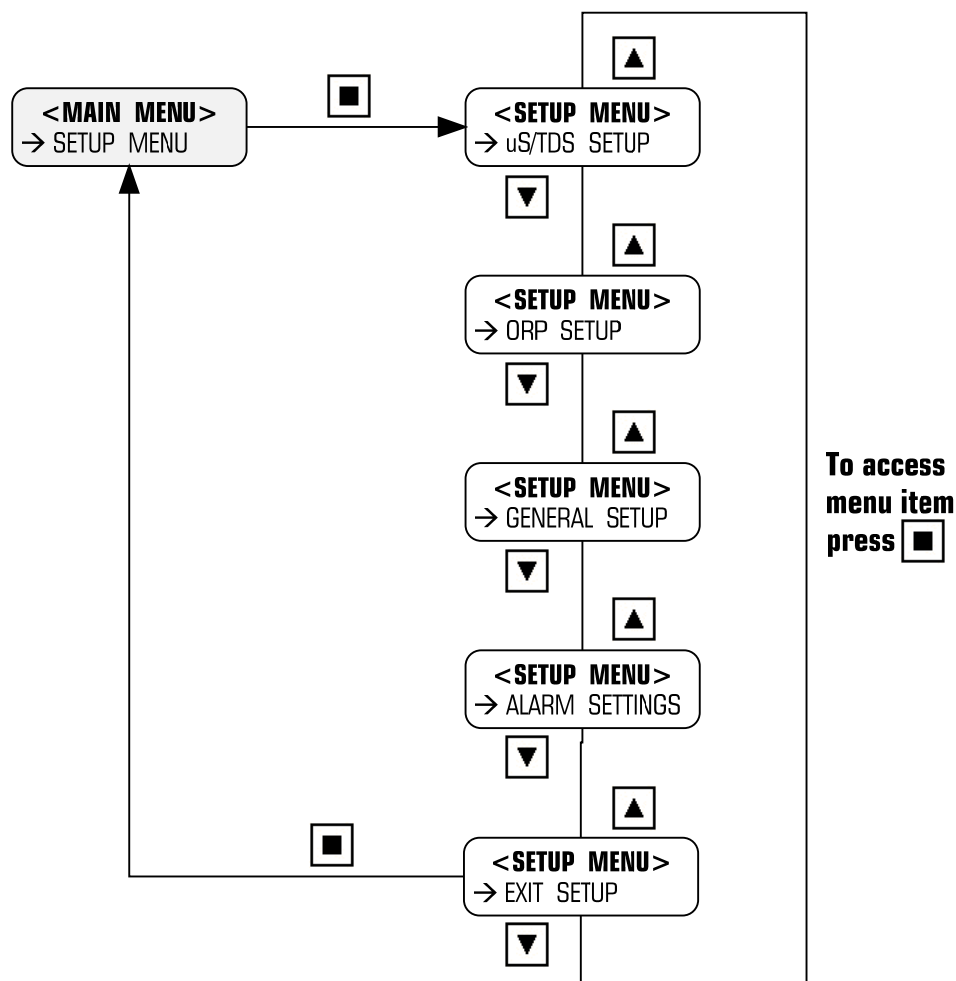 <MAIN MENU>
→ SETUP MENU
<SETUP MENU>
→ uS/TDS SETUP
<SETUP MENU>
→ ORP SETUP
<SETUP MENU>
→ GENERAL SETUP
To access
menu item
press
<SETUP MENU>
→ ALARM SETTINGS
<SETUP MENU>
→ EXIT SETUP